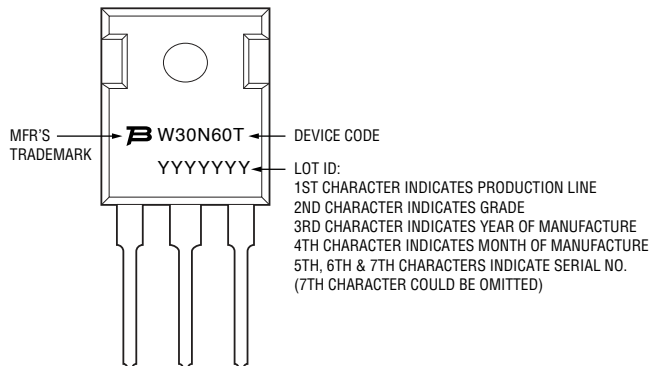 MFR'S
TRADEMARK
W30N60T
DEVICE CODE
YYYYYYY
LOT ID:
1ST CHARACTER INDICATES PRODUCTION LINE
2ND CHARACTER INDICATES GRADE
3RD CHARACTER INDICATES YEAR OF MANUFACTURE
4TH CHARACTER INDICATES MONTH OF MANUFACTURE
5TH, 6TH & 7TH CHARACTERS INDICATE SERIAL NO.
(7TH CHARACTER COULD BE OMITTED)